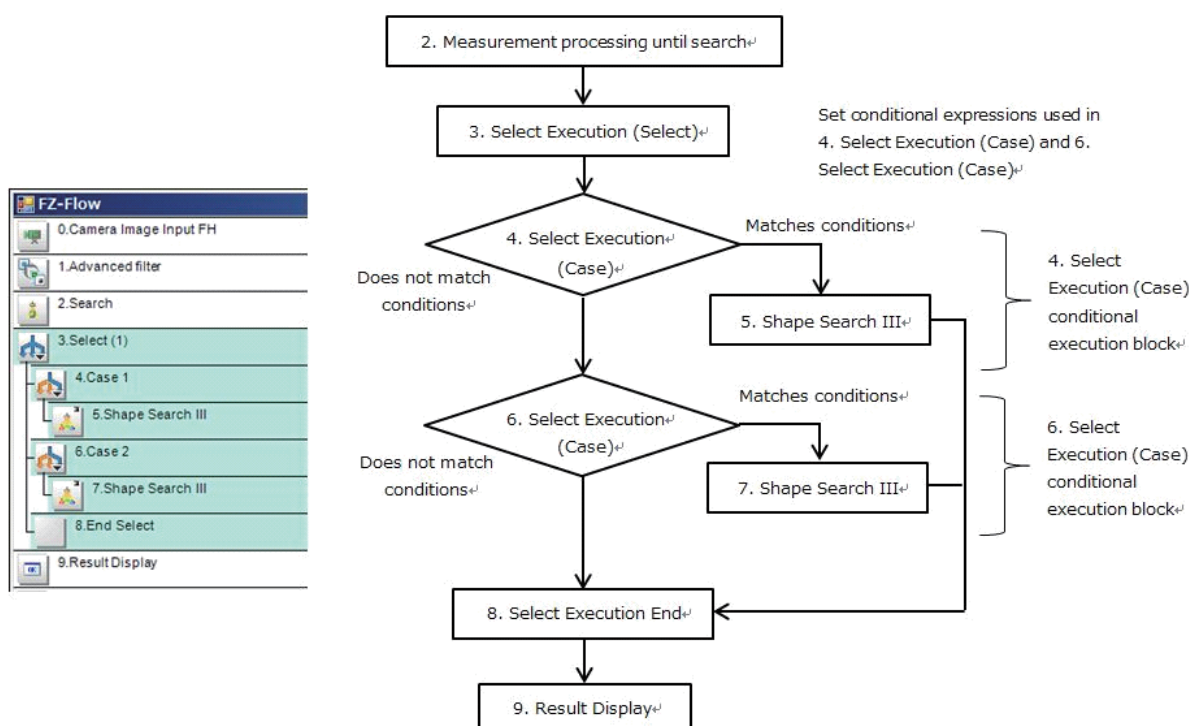 FZ-Flow
0.Camera Image Input FH
1.Advanced filter
2.Search
3.Select (1)
4.Case 1
5.Shape Search III
6.Case 2
7.Shape Search III
8.End Select
9.Result Display
2. Measurement processing until search↵
3. Select Execution (Select)↵
Set conditional expressions used in
4. Select Execution (Case) and 6.
Select Execution (Case)↵
4. Select Execution↵
(Case)↵
Matches conditions↵
Does not match
conditions↵
5. Shape Search III↵
4. Select
Execution (Case)
conditional
execution block↵
6. Select Execution↵
(Case)↵
Matches conditions↵
Does not match
conditions↵
7. Shape Search III↵
6. Select
Execution (Case)
conditional
execution block↵
8. Select Execution End↵
9. Result Display↵